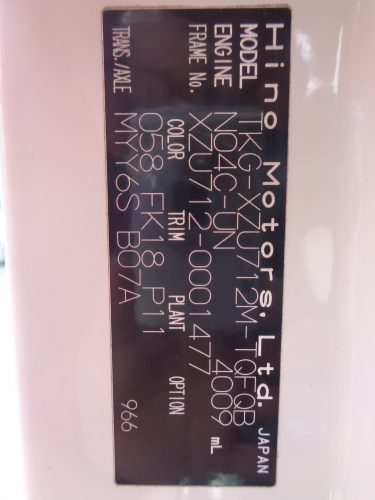 Hino Motors, Ltd. JAPAN
MODEL TKG-XZU712M-TQFQB
ENGINE N04C-UN 4009 mL
FRAME No. XZU712-0001477
COLOR TRIM PLANT OPTION
058 FK18 P11
TRANS./AXLE MYY6S B07A 966